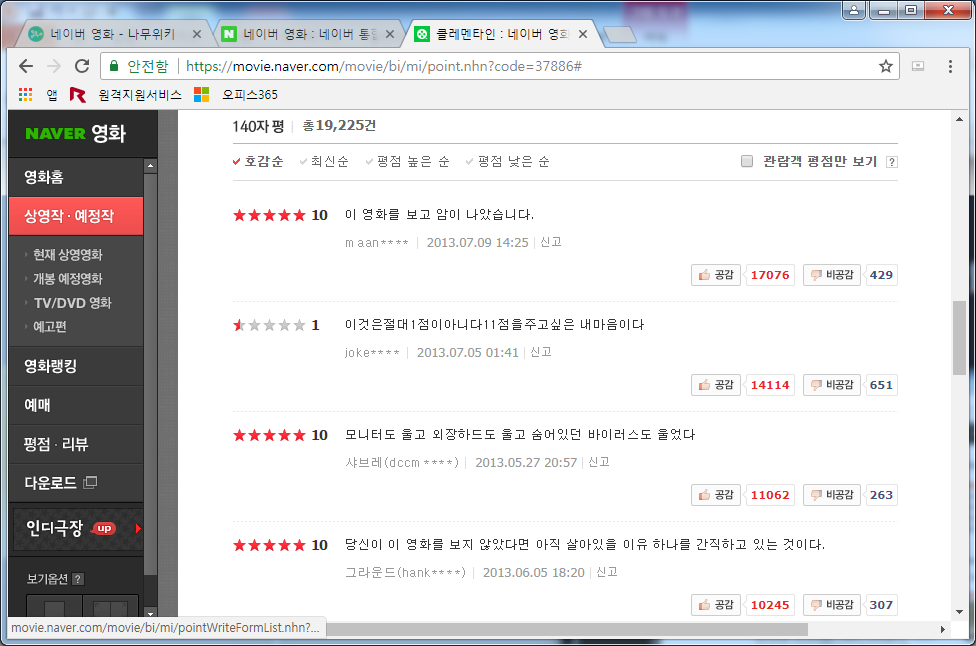 네이버 영화 - 나무위키
네이버 영화 : 네이버 통합
클레멘타인 : 네이버 영화
안전함
https://movie.naver.com/movie/bi/mi/point.nhn?code=37886#
앱 원격지원서비스 오피스365
NAVER 영화
영화홈
상영작 · 예정작
현재 상영영화
개봉 예정영화
TV/DVD 영화
예고편
영화랭킹
예매
평점 · 리뷰
다운로드
인디극장 up
보기옵션 ?
140자 평 총19,225건
호감순 최신순 평점 높은 순 평점 낮은 순 관람객 평점만 보기 ?
10 이 영화를 보고 암이 나았습니다.
maan**** 2013.07.09 14:25 신고
공감 17076 비공감 429
1 이것은절대1점이아니다11점을주고싶은 내마음이다
joke**** 2013.07.05 01:41 신고
공감 14114 비공감 651
10 모니터도 울고 외장하드도 울고 숨어있던 바이러스도 울었다
샤브레(dccm****) 2013.05.27 20:57 신고
공감 11062 비공감 263
10 당신이 이 영화를 보지 않았다면 아직 살아있을 이유 하나를 간직하고 있는 것이다.
그라운드(hank****) 2013.06.05 18:20 신고
공감 10245 비공감 307
movie.naver.com/movie/bi/mi/pointWriteFormList.nhn?...